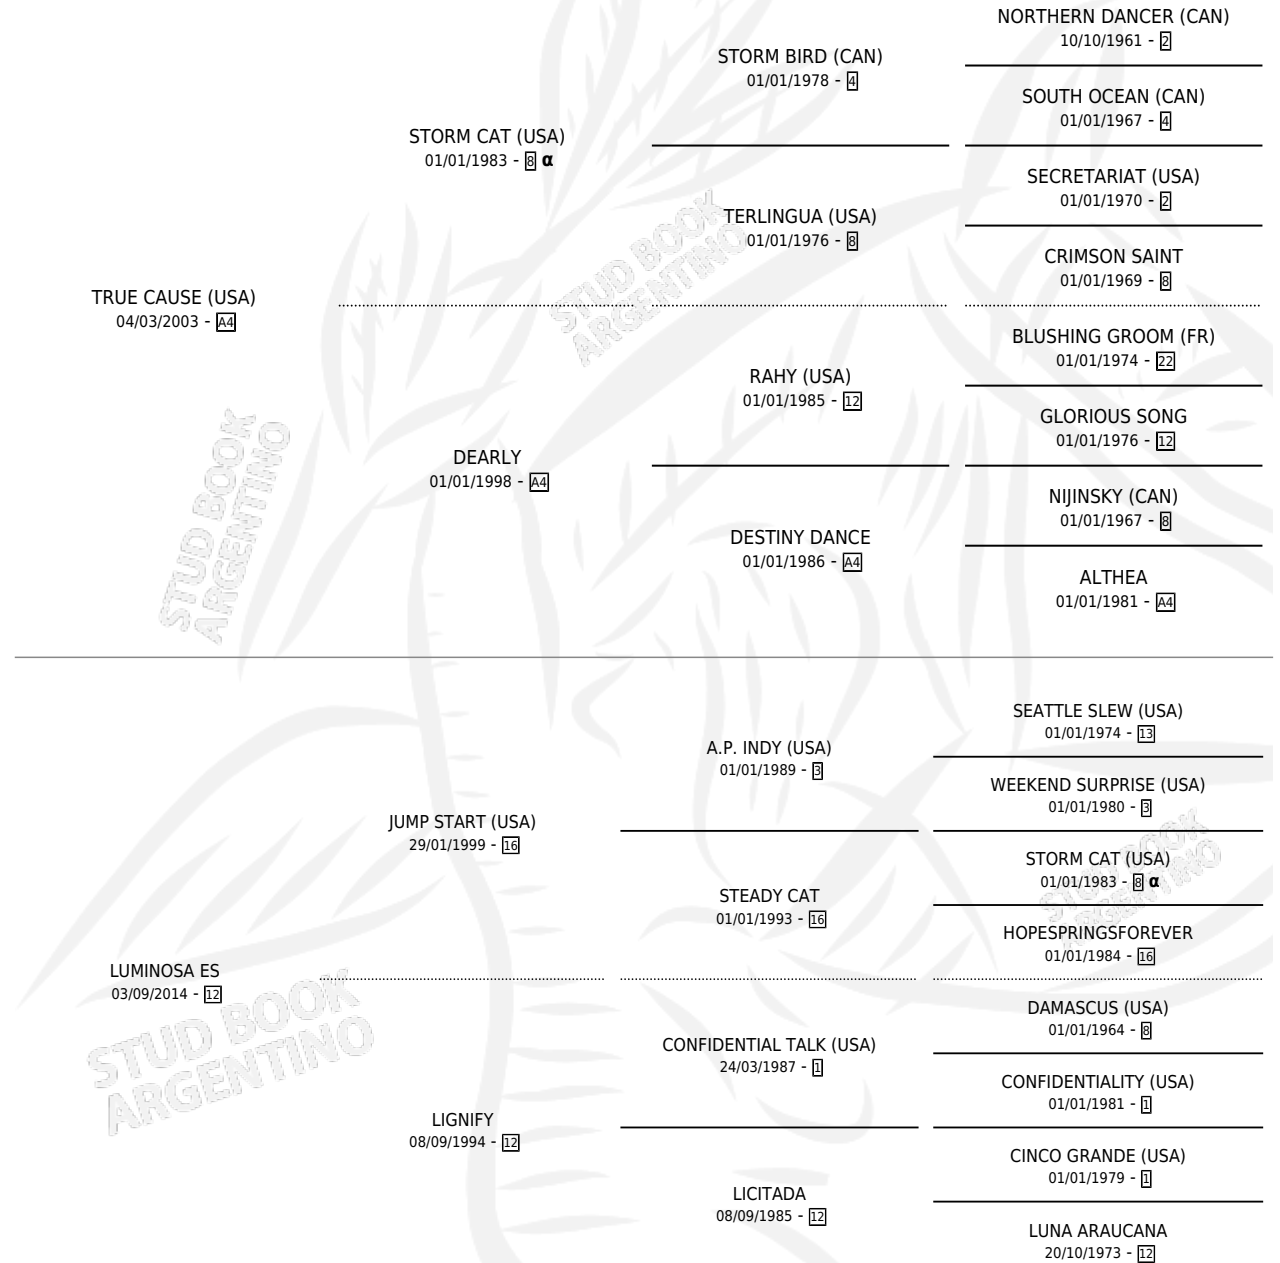 NORTHERN DANCER (CAN)
10/10/1961 - 2
STORM BIRD (CAN)
01/01/1978 - 4
SOUTH OCEAN (CAN)
01/01/1967 - 4
STORM CAT (USA)
01/01/1983 - 8 α
SECRETARIAT (USA)
01/01/1970 - 2
TERLINGUA (USA)
01/01/1976 - 8
CRIMSON SAINT
01/01/1969 - 8
TRUE CAUSE (USA)
04/03/2003 - A4
BLUSHING GROOM (FR)
01/01/1974 - 22
RAHY (USA)
01/01/1985 - 12
GLORIOUS SONG
01/01/1976 - 12
DEARLY
01/01/1998 - A4
NIJINSKY (CAN)
01/01/1967 - 8
DESTINY DANCE
01/01/1986 - A4
ALTHEA
01/01/1981 - A4
SEATTLE SLEW (USA)
01/01/1974 - 13
A.P. INDY (USA)
01/01/1989 - 3
WEEKEND SURPRISE (USA)
01/01/1980 - 3
JUMP START (USA)
29/01/1999 - 16
STORM CAT (USA)
01/01/1983 - 8 α
STEADY CAT
01/01/1993 - 16
HOPESPRINGSFOREVER
01/01/1984 - 16
LUMINOSA ES
03/09/2014 - 12
DAMASCUS (USA)
01/01/1964 - 8
CONFIDENTIAL TALK (USA)
24/03/1987 - 1
CONFIDENTIALITY (USA)
01/01/1981 - 1
LIGNIFY
08/09/1994 - 12
CINCO GRANDE (USA)
01/01/1979 - 1
LICITADA
08/09/1985 - 12
LUNA ARAUCANA
20/10/1973 - 12
STUD BOOK
ARGENTINO
STUD BOOK
ARGENTINO
STUD BOOK
ARGENTINO
STUD BOOK
ARGENTINO